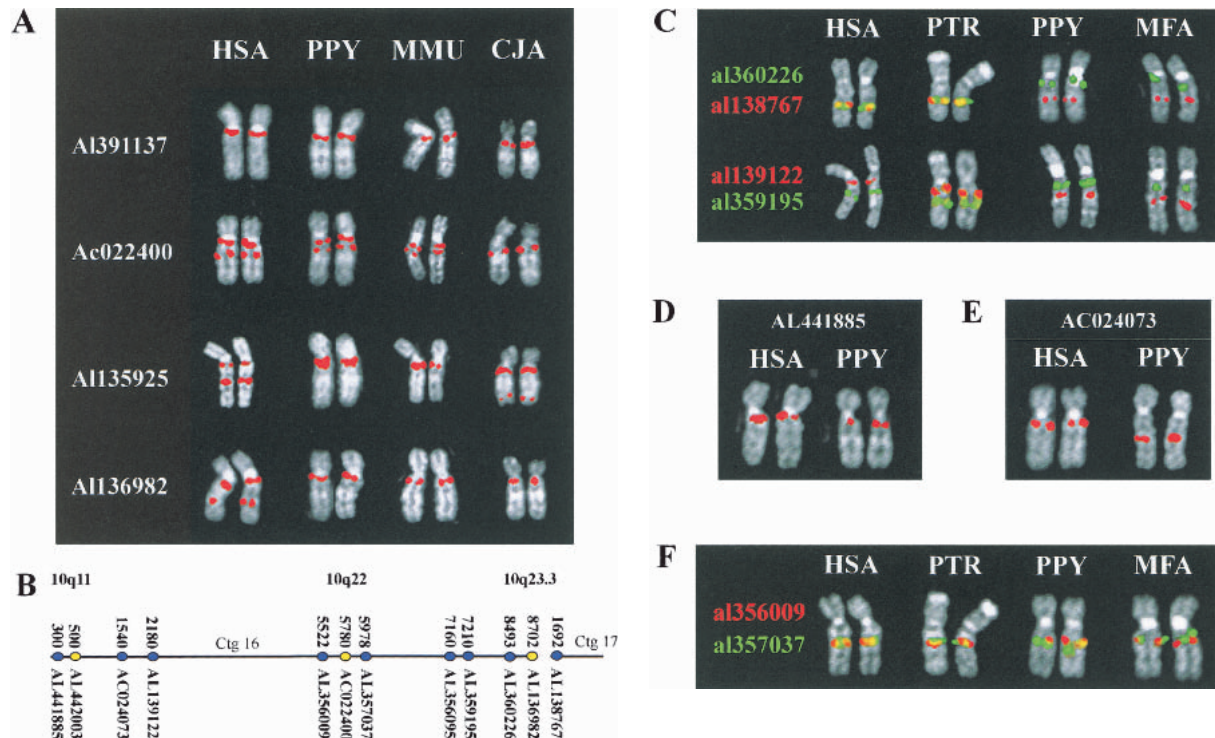 A
HSA PPY MMU CJA
Al391137
Ac022400
Al135925
Al136982
B
10q11 10q22 10q23.3
300 500 1540 2180 Ctg 16 5522 5780 5978 7160 7210 8493 8702 1692 Ctg 17
AL441885 AL442003 AC024073 AL139122 AL356009 AC022400 AL357037 AL356095 AL359195 AL360226 AL136982 AL138767
C
HSA PTR PPY MFA
al360226
al138767
al139122
al359195
D
AL441885
HSA PPY
E
AC024073
HSA PPY
F
HSA PTR PPY MFA
al356009
al357037